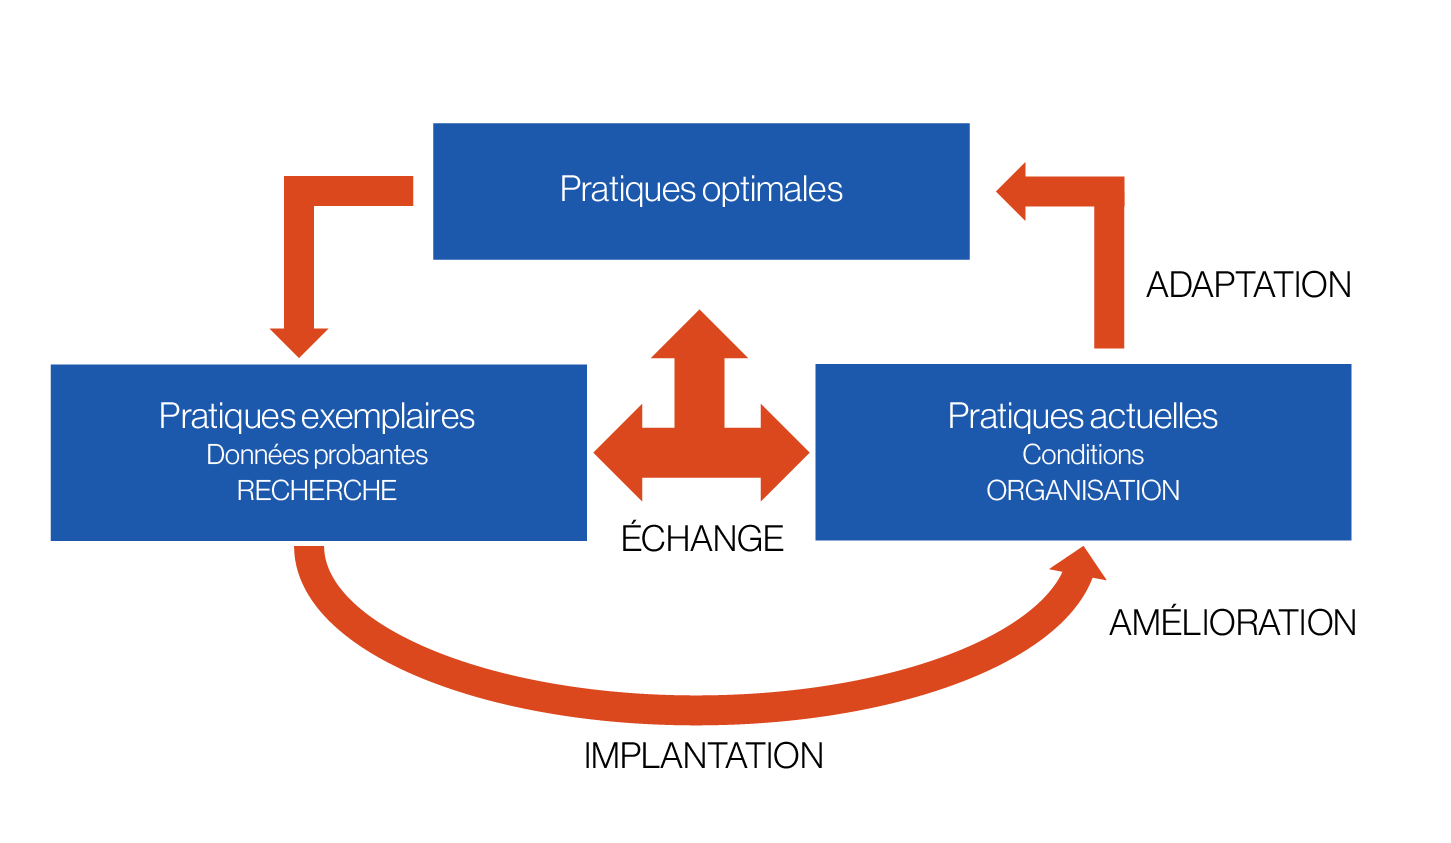 Pratiques optimales
ADAPTATION
Pratiques exemplaires
Données probantes
RECHERCHE
Pratiques actuelles
Conditions
ORGANISATION
ÉCHANGE
AMÉLIORATION
IMPLANTATION